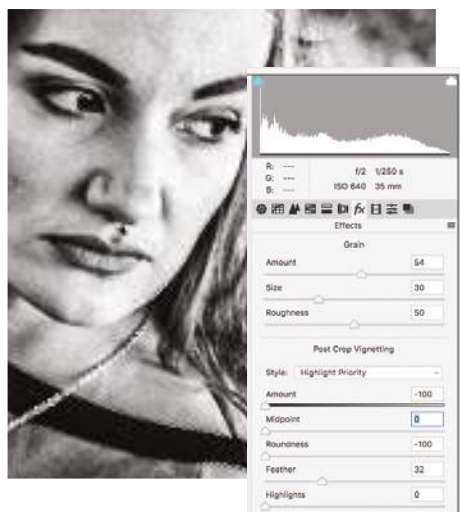 R: ---
G: ---
B: ---
f/2 1/250 s
ISO 640 35 mm
fx
Effects
Grain
Amount 54
Size 30
Roughness 50
Post Crop Vignetting
Style: Highlight Priority
Amount -100
Midpoint 0
Roundness -100
Feather 32
Highlights 0